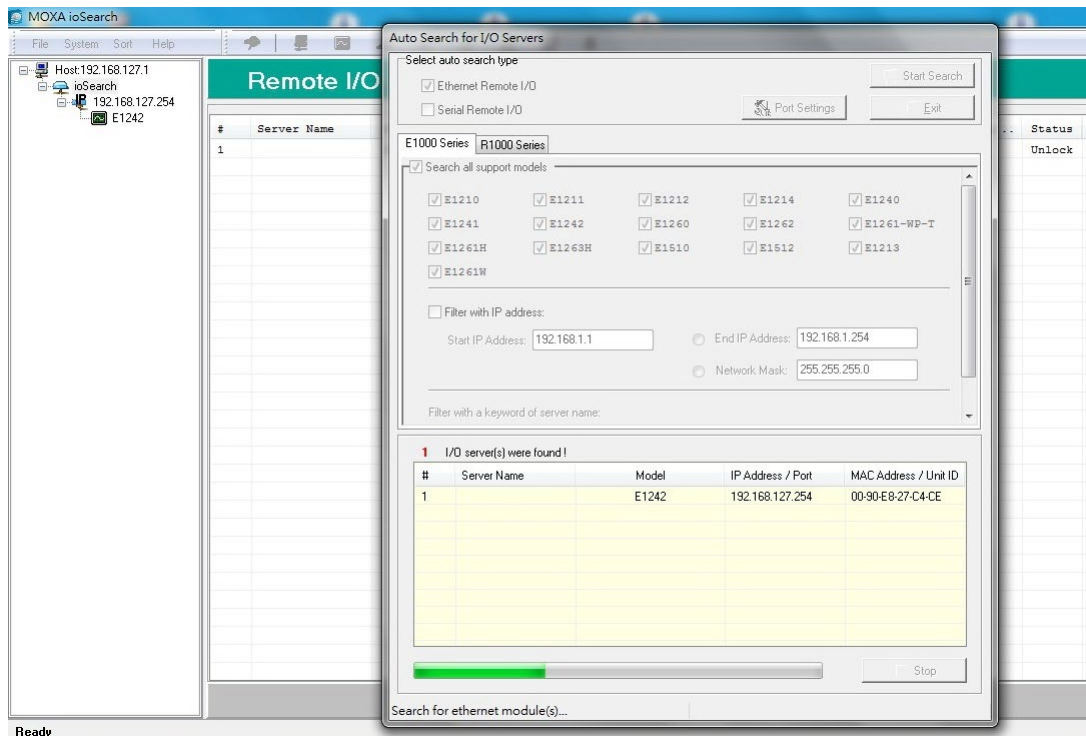 MOXA ioSearch
File System Sort Help
Host:192.168.127.1
ioSearch
192.168.127.254
E1242
Remote I/O
# Server Name .. Status
1 Unlock
Auto Search for I/O Servers
Select auto search type
Ethernet Remote I/O
Start Search
Serial Remote I/O
Port Settings
Exit
E1000 Series R1000 Series
Search all support models
E1210 E1211 E1212 E1214 E1240
E1241 E1242 E1260 E1262 E1261-WP-T
E1261H E1263H E1510 E1512 E1213
E1261W
Filter with IP address:
Start IP Address: 192.168.1.1 End IP Address: 192.168.1.254
Network Mask: 255.255.255.0
Filter with a keyword of server name:
1 I/O server(s) were found !
# Server Name Model IP Address / Port MAC Address / Unit ID
1 E1242 192.168.127.254 00-90-E8-27-C4-CE
Stop
Search for ethernet module(s)...
Ready